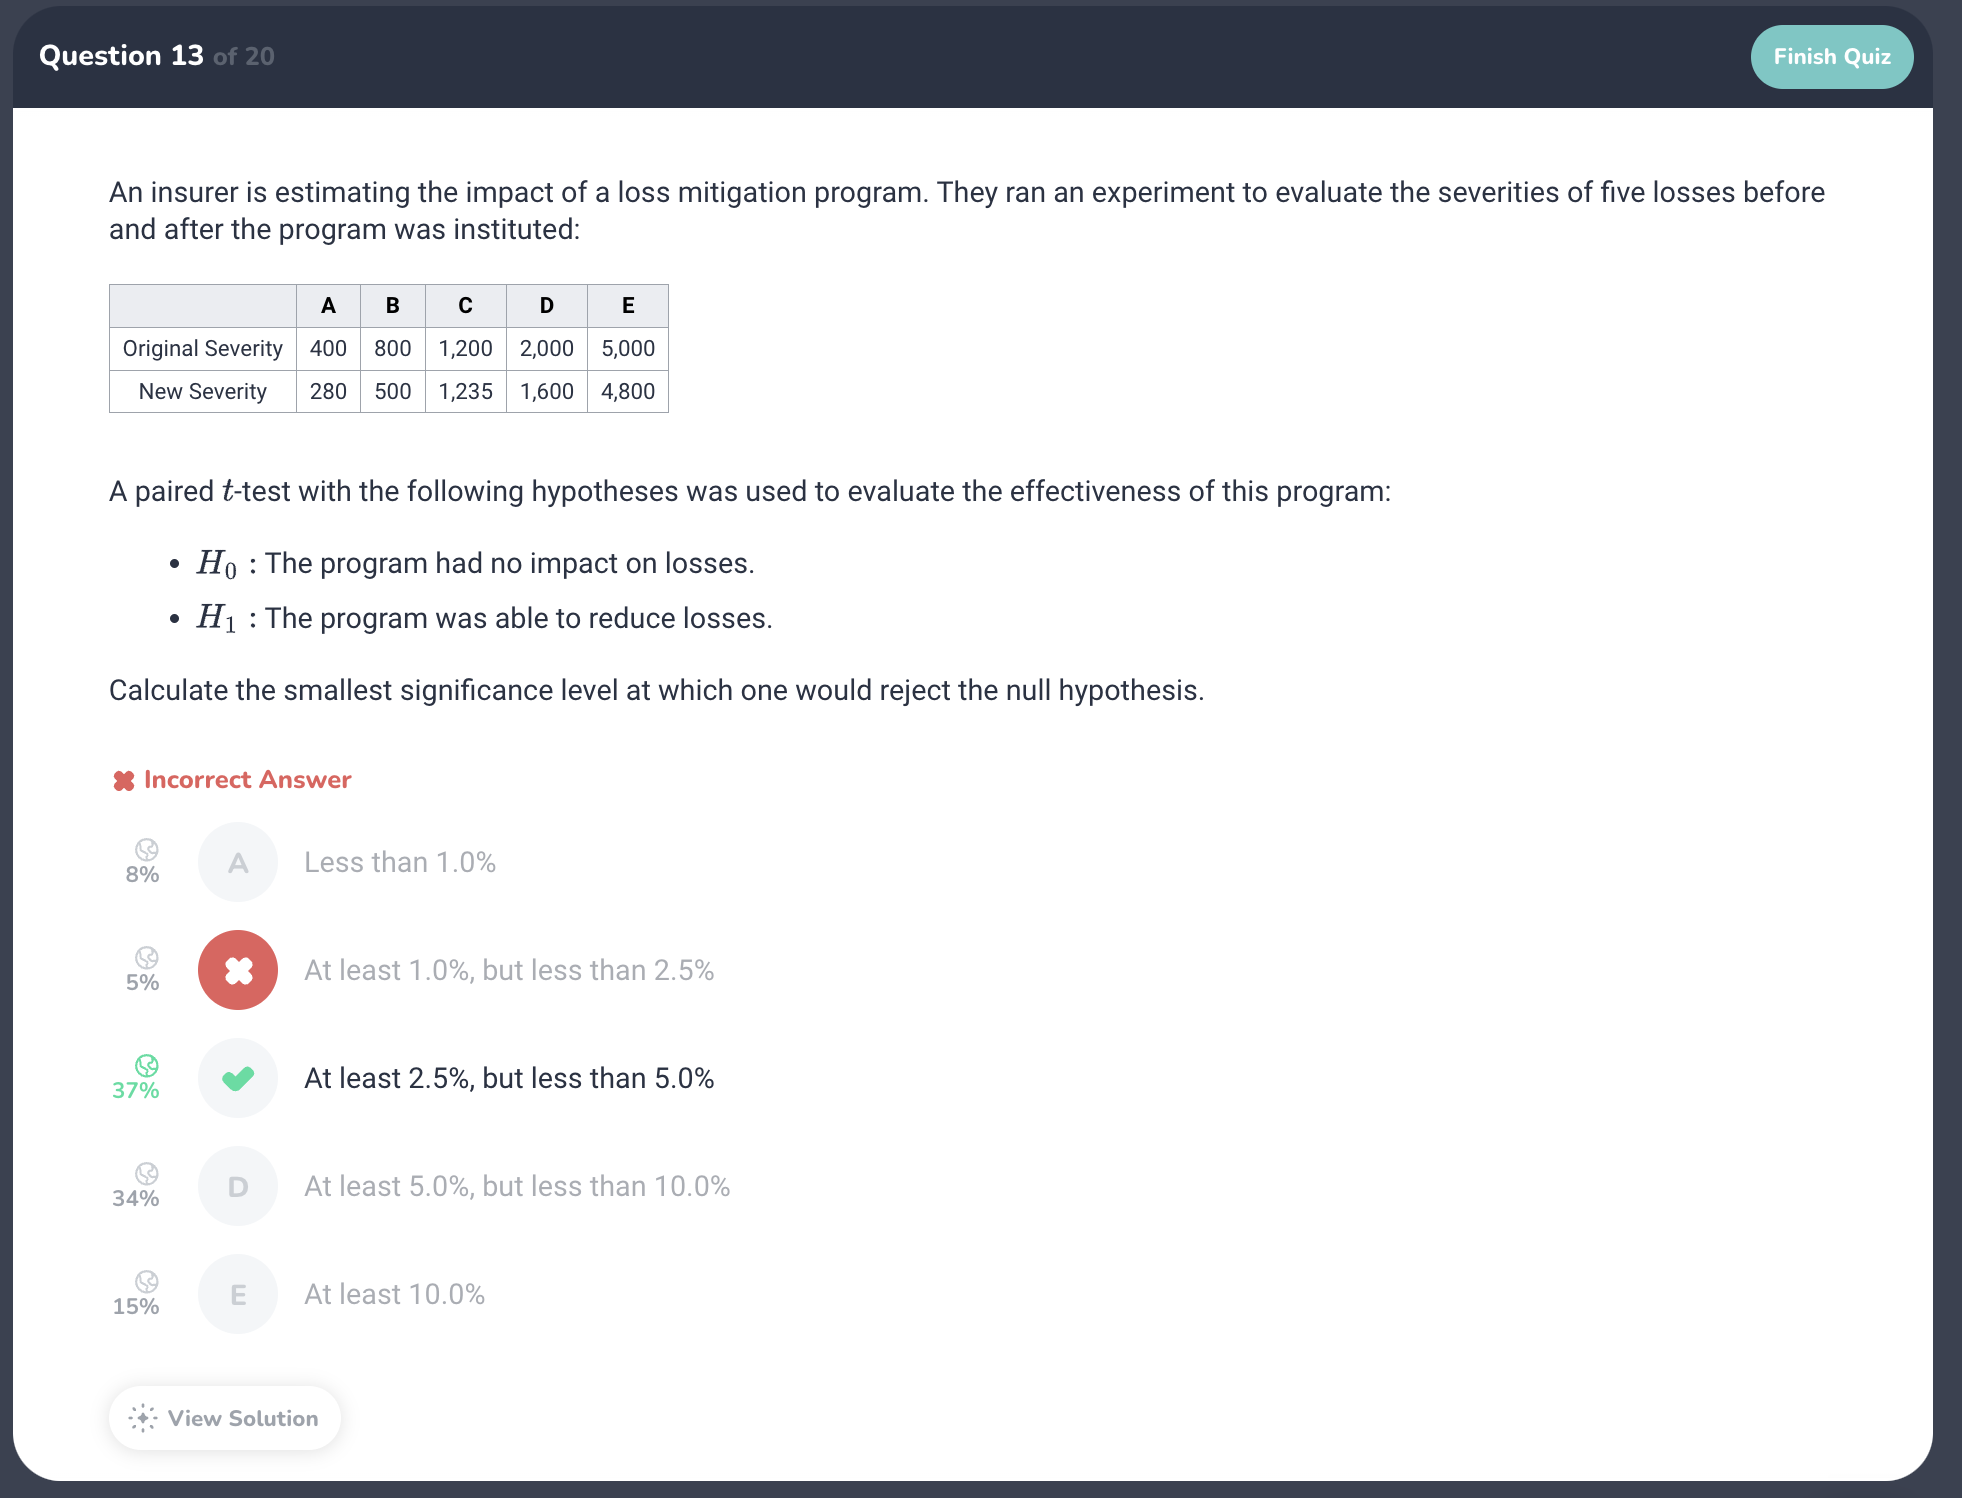 Question 13 of 20
Finish Quiz
An insurer is estimating the impact of a loss mitigation program. They ran an experiment to evaluate the severities of five losses before
and after the program was instituted:
A B C D E
Original Severity 400 800 1,200 2,000 5,000
New Severity 280 500 1,235 1,600 4,800
A paired t-test with the following hypotheses was used to evaluate the effectiveness of this program:
• H₀ : The program had no impact on losses.
• H₁ : The program was able to reduce losses.
Calculate the smallest significance level at which one would reject the null hypothesis.
Incorrect Answer
8% A Less than 1.0%
5% At least 1.0%, but less than 2.5%
37% At least 2.5%, but less than 5.0%
34% D At least 5.0%, but less than 10.0%
15% E At least 10.0%
View Solution